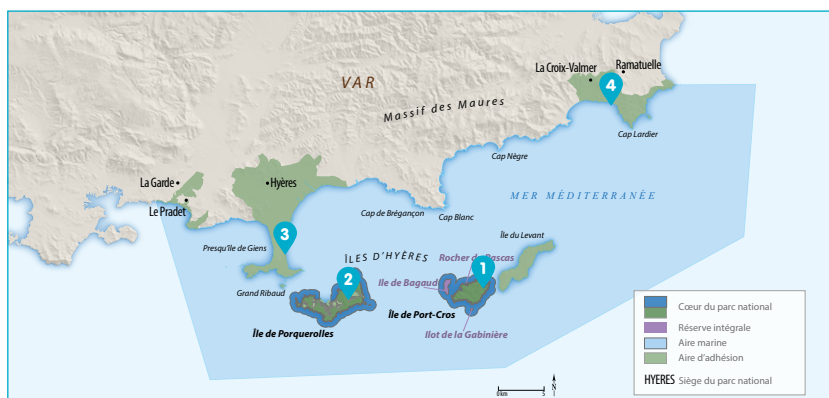 VAR
Massif des Maures
La Croix-Valmer
Ramatuelle
4
Cap Lardier
Cap Nègre
La Garde
Hyères
Le Pradet
MER MÉDITERRANÉE
Cap de Brégançon
Cap Blanc
Île du Levant
3
Presqu'île de Giens
ÎLES D'HYÈRES
Rocher du Rascas
1
2
Ile de Bagaud
Grand Ribaud
Île de Port-Cros
Île de Porquerolles
Ilot de la Gabinière
Cœur du parc national
Réserve intégrale
Aire marine
Aire d'adhésion
HYERES Siège du parc national
0 km 5
N